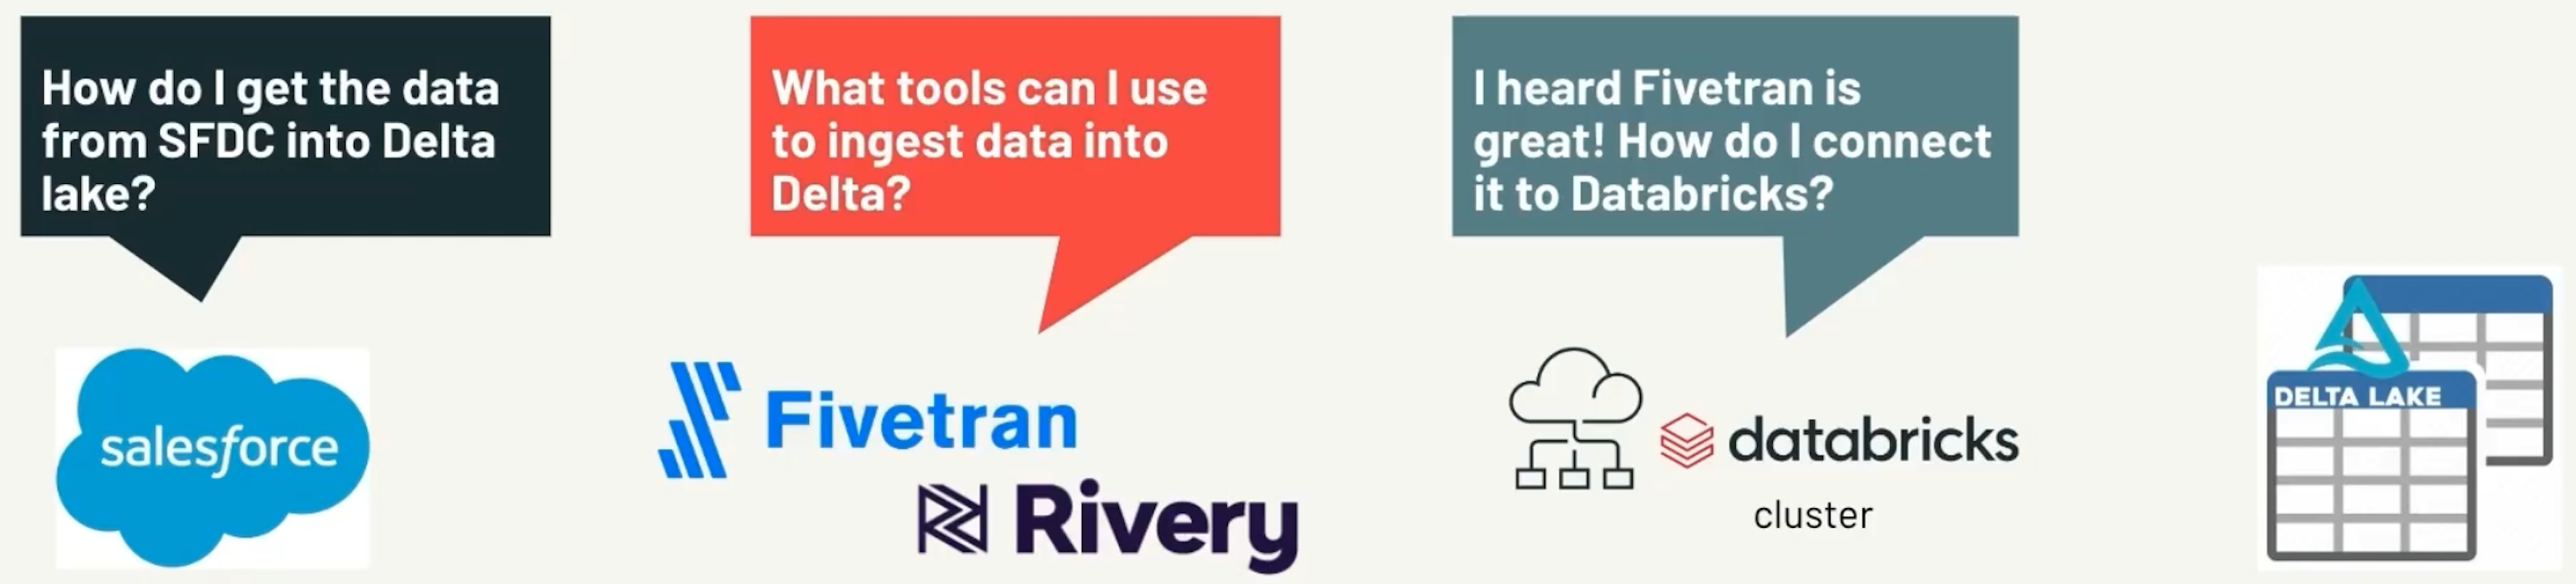 How do I get the data
from SFDC into Delta
lake?
What tools can I use
to ingest data into
Delta?
I heard Fivetran is
great! How do I connect
it to Databricks?
salesforce
Fivetran
Rivery
databricks
cluster
DELTA LAKE